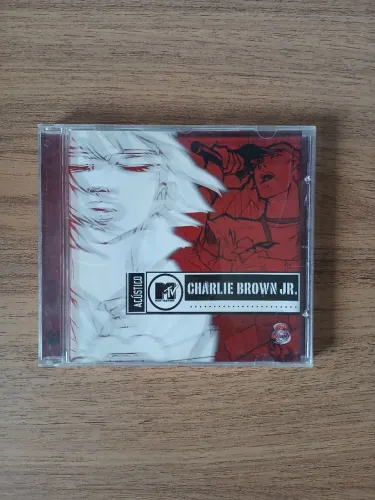 ACÚSTICO
MTV
CHARLIE BROWN JR.